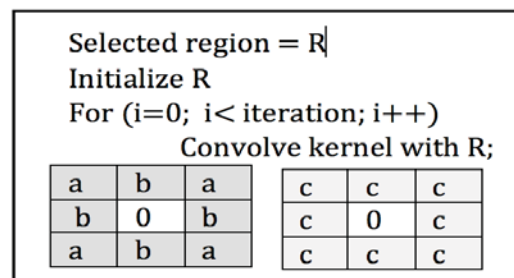 Selected region = R
Initialize R
For (i=0; i< iteration; i++)
Convolve kernel with R;
a b a c c c
b 0 b c 0 c
a b a c c c